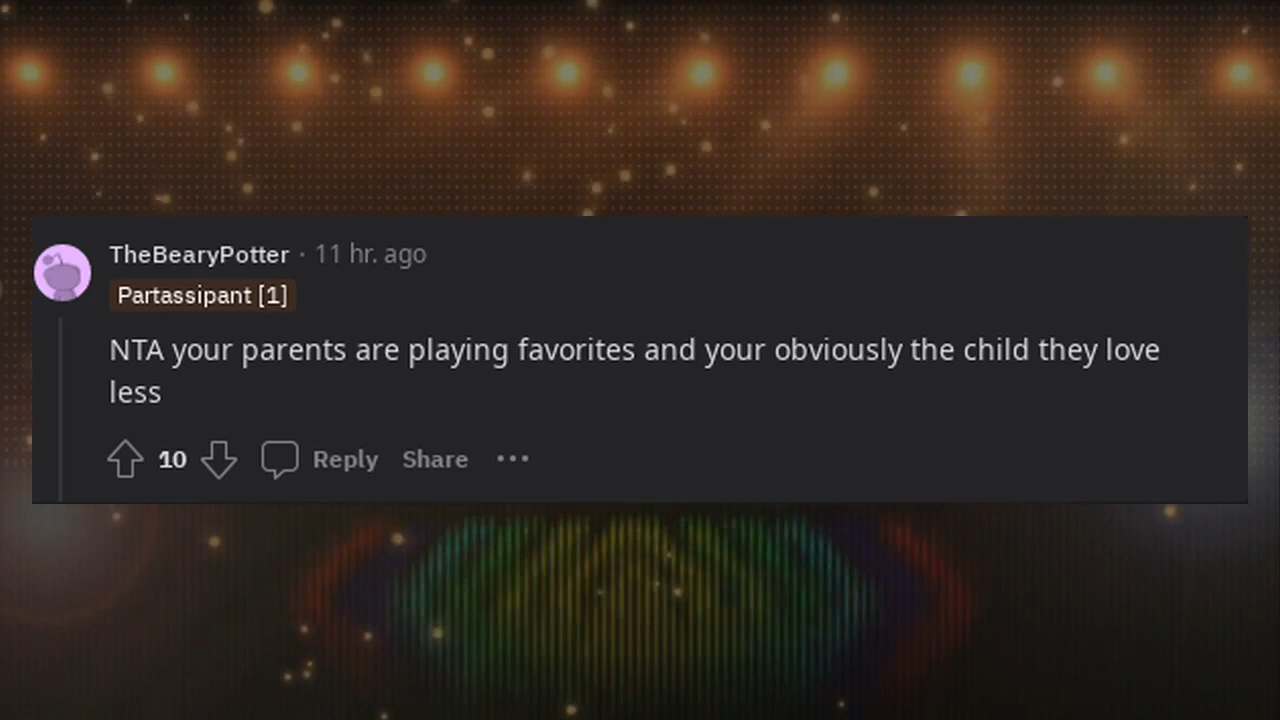 TheBearyPotter · 11 hr. ago
Partassipant [1]
NTA your parents are playing favorites and your obviously the child they love
less
10 Reply Share